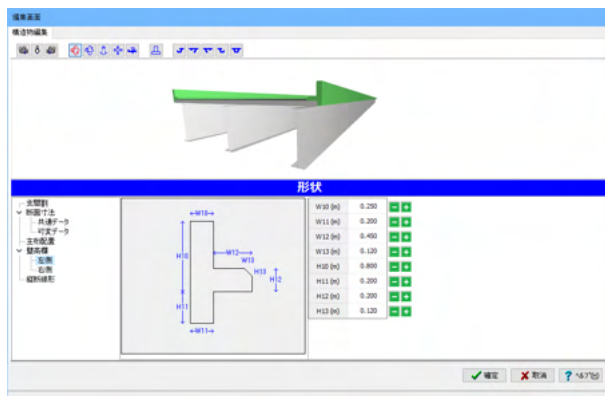 編集画面
構造物編集
形状
支間割
断面寸法
共通データ
可変データ
主桁配置
壁高欄
左側
右側
縦断線形
W10
W12
W13
H10
H13
H12
H11
W11
W10 (m) 0.250
W11 (m) 0.200
W12 (m) 0.450
W13 (m) 0.120
H10 (m) 0.800
H11 (m) 0.200
H12 (m) 0.200
H13 (m) 0.120
確定 取消 ヘルプ(H)